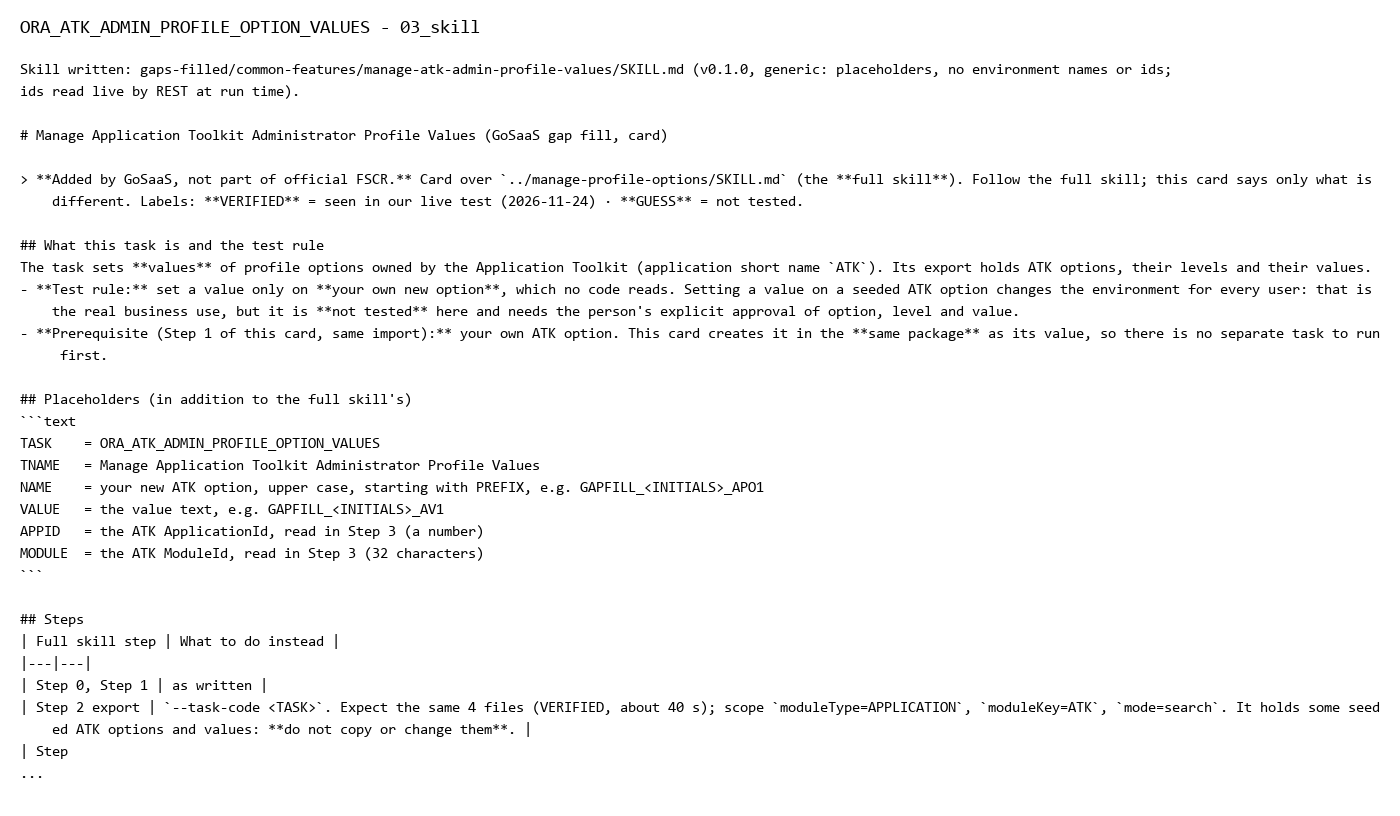 ORA_ATK_ADMIN_PROFILE_OPTION_VALUES - 03_skill
Skill written: gaps-filled/common-features/manage-atk-admin-profile-values/SKILL.md (v0.1.0, generic: placeholders, no environment names or ids;
ids read live by REST at run time).
# Manage Application Toolkit Administrator Profile Values (GoSaaS gap fill, card)
> **Added by GoSaaS, not part of official FSCR.** Card over `../manage-profile-options/SKILL.md` (the **full skill**). Follow the full skill; this card says only what is
different. Labels: **VERIFIED** = seen in our live test (2026-11-24) · **GUESS** = not tested.
## What this task is and the test rule
The task sets **values** of profile options owned by the Application Toolkit (application short name `ATK`). Its export holds ATK options, their levels and their values.
- **Test rule:** set a value only on **your own new option**, which no code reads. Setting a value on a seeded ATK option changes the environment for every user: that is
the real business use, but it is **not tested** here and needs the person's explicit approval of option, level and value.
- **Prerequisite (Step 1 of this card, same import):** your own ATK option. This card creates it in the **same package** as its value, so there is no separate task to run
first.
## Placeholders (in addition to the full skill's)
```text
TASK    = ORA_ATK_ADMIN_PROFILE_OPTION_VALUES
TNAME   = Manage Application Toolkit Administrator Profile Values
NAME    = your new ATK option, upper case, starting with PREFIX, e.g. GAPFILL_<INITIALS>_APO1
VALUE   = the value text, e.g. GAPFILL_<INITIALS>_AV1
APPID   = the ATK ApplicationId, read in Step 3 (a number)
MODULE  = the ATK ModuleId, read in Step 3 (32 characters)
```
## Steps
| Full skill step | What to do instead |
|---|---|
| Step 0, Step 1 | as written |
| Step 2 export | `--task-code <TASK>`. Expect the same 4 files (VERIFIED, about 40 s); scope `moduleType=APPLICATION`, `moduleKey=ATK`, `mode=search`. It holds some seed
ed ATK options and values: **do not copy or change them**. |
| Step
...